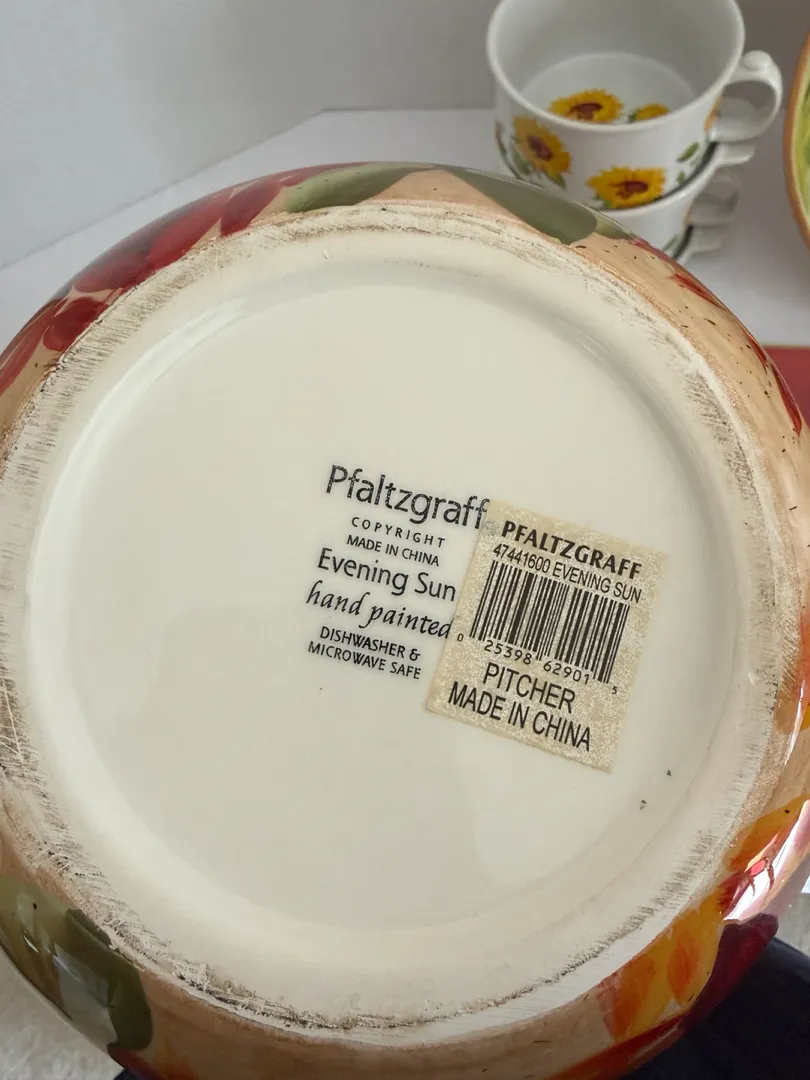 Pfaltzgraff
COPYRIGHT
MADE IN CHINA
Evening Sun
hand painted
DISHWASHER &
MICROWAVE SAFE
PFALTZGRAFF
47441600 EVENING SUN
0 25398 62901 5
PITCHER
MADE IN CHINA